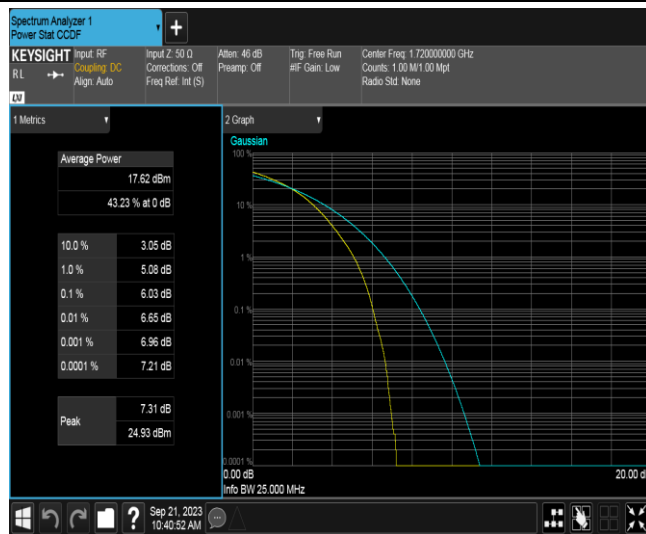 Spectrum Analyzer 1
Power Stat CCDF
KEYSIGHT
RL
Input: RF
Coupling: DC
Align: Auto
Input Z: 50 Ω
Corrections: Off
Freq Ref: Int (S)
Atten: 46 dB
Preamp: Off
Trig: Free Run
#IF Gain: Low
Center Freq: 1.720000000 GHz
Counts: 1.00 M/1.00 Mpt
Radio Std: None
1 Metrics
Average Power
17.62 dBm
43.23 % at 0 dB
10.0 % 3.05 dB
1.0 % 5.08 dB
0.1 % 6.03 dB
0.01 % 6.65 dB
0.001 % 6.96 dB
0.0001 % 7.21 dB
Peak
7.31 dB
24.93 dBm
2 Graph
Gaussian
100 %
10 %
1 %
0.1 %
0.01 %
0.001 %
0.0001 %
0.00 dB
20.00 d
Info BW 25.000 MHz
Sep 21, 2023
10:40:52 AM